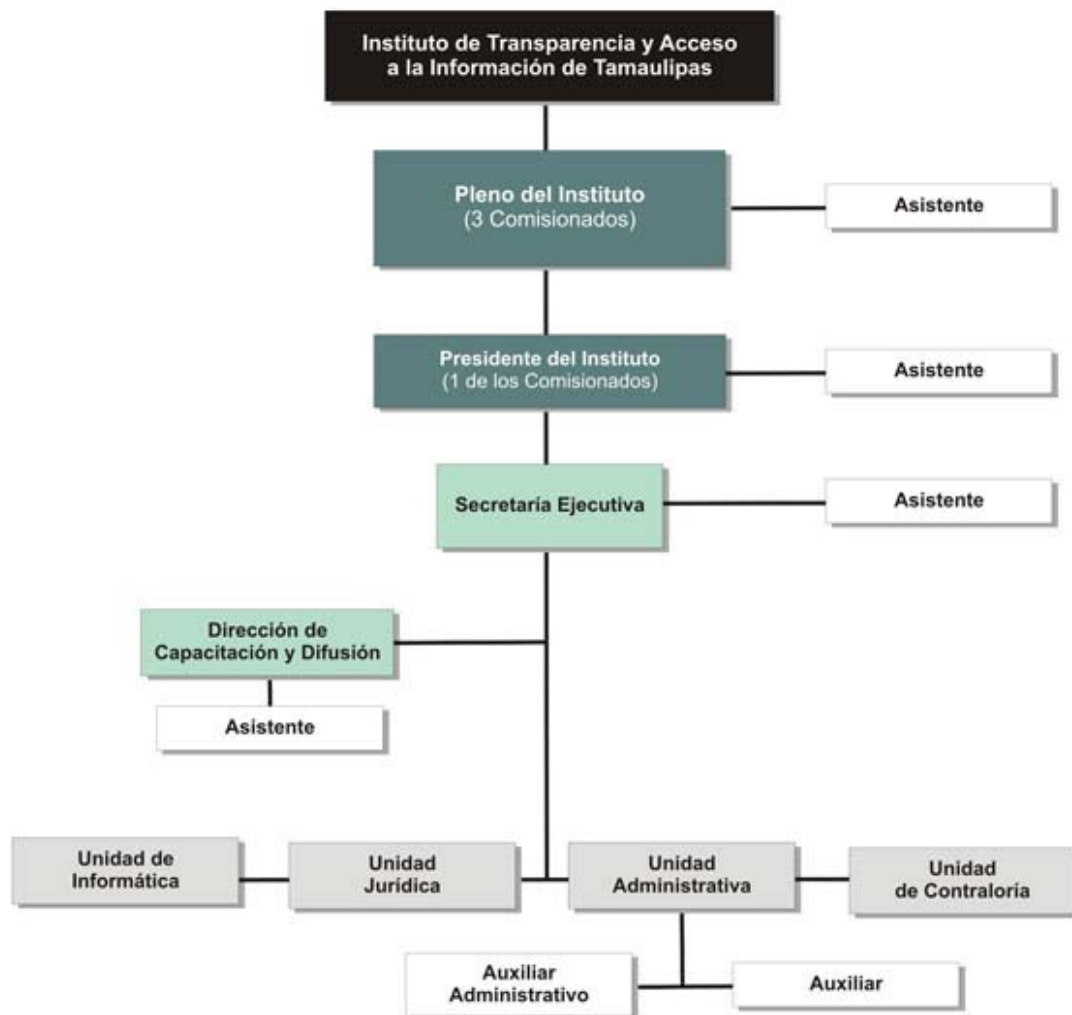 Instituto de Transparencia y Acceso
a la Información de Tamaulipas
Pleno del Instituto
(3 Comisionados)
Asistente
Presidente del Instituto
(1 de los Comisionados)
Asistente
Secretaría Ejecutiva
Asistente
Dirección de
Capacitación y Difusión
Asistente
Unidad de
Informática
Unidad
Jurídica
Unidad
Administrativa
Unidad
de Contraloría
Auxiliar
Administrativo
Auxiliar